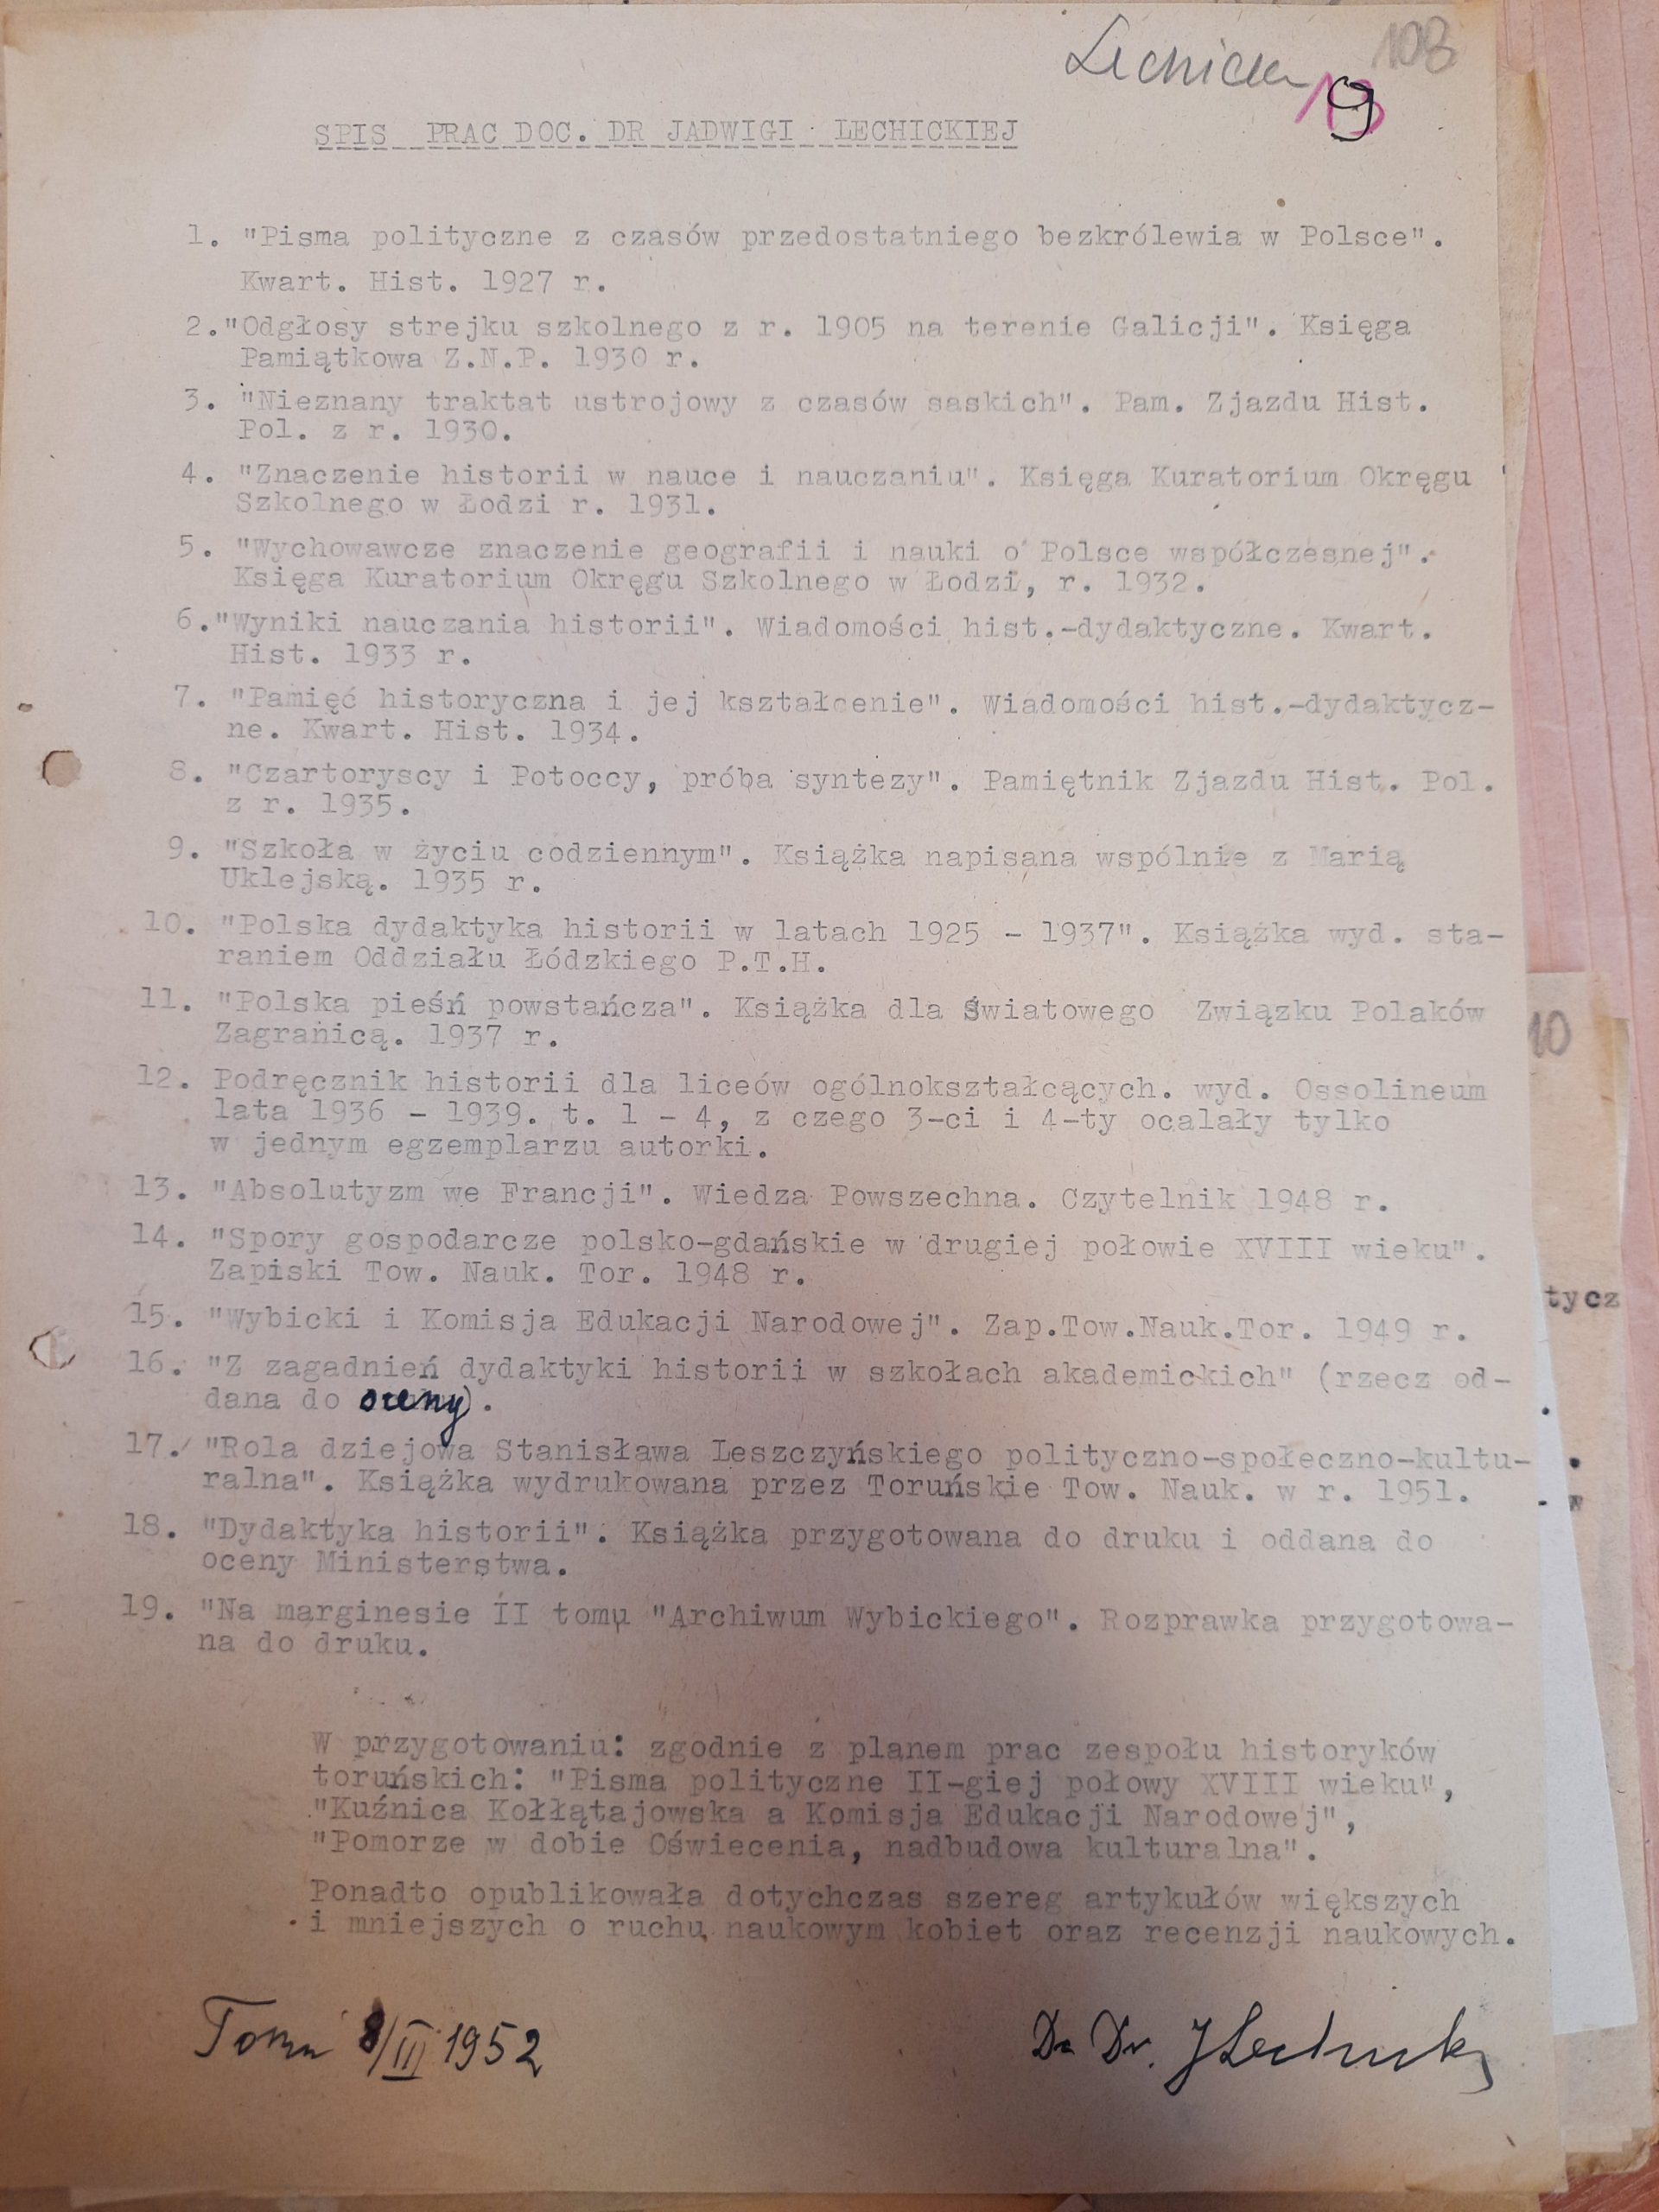 Lechicka
108
9
SPIS PRAC DOC. DR JADWIGI LECHICKIEJ
1. "Pisma polityczne z czasów przedostatniego bezkrólewia w Polsce".
Kwart. Hist. 1927 r.
2."Odgłosy strejku szkolnego z r. 1905 na terenie Galicji". Księga
Pamiątkowa Z.N.P. 1930 r.
3. "Nieznany traktat ustrojowy z czasów saskich". Pam. Zjazdu Hist.
Pol. z r. 1930.
4. "Znaczenie historii w nauce i nauczaniu". Księga Kuratorium Okręgu
Szkolnego w Łodzi r. 1931.
5. "Wychowawcze znaczenie geografii i nauki o Polsce współczesnej".
Księga Kuratorium Okręgu Szkolnego w Łodzi, r. 1932.
6."Wyniki nauczania historii". Wiadomości hist.-dydaktyczne. Kwart.
Hist. 1933 r.
7. "Pamięć historyczna i jej kształcenie". Wiadomości hist.-dydaktycz-
ne. Kwart. Hist. 1934.
8. "Czartoryscy i Potoccy, próba syntezy". Pamiętnik Zjazdu Hist. Pol.
z r. 1935.
9. "Szkoła w życiu codziennym". Książka napisana wspólnie z Marią
Uklejską. 1935 r.
10. "Polska dydaktyka historii w latach 1925 - 1937". Książka wyd. sta-
raniem Oddziału Łódzkiego P.T.H.
11. "Polska pieśń powstańcza". Książka dla Światowego Związku Polaków
Zagranicą. 1937 r.
12. Podręcznik historii dla liceów ogólnokształcących. wyd. Ossolineum
lata 1936 - 1939. t. 1 - 4, z czego 3-ci i 4-ty ocalały tylko
w jednym egzemplarzu autorki.
13. "Absolutyzm we Francji". Wiedza Powszechna. Czytelnik 1948 r.
14. "Spory gospodarcze polsko-gdańskie w drugiej połowie XVIII wieku".
Zapiski Tow. Nauk. Tor. 1948 r.
15. "Wybicki i Komisja Edukacji Narodowej". Zap.Tow.Nauk.Tor. 1949 r.
16. "Z zagadnień dydaktyki historii w szkołach akademickich" (rzecz od-
dana do oceny).
17. "Rola dziejowa Stanisława Leszczyńskiego polityczno-społeczno-kultu-
ralna". Książka wydrukowana przez Toruńskie Tow. Nauk. w r. 1951.
18. "Dydaktyka historii". Książka przygotowana do druku i oddana do
oceny Ministerstwa.
19. "Na marginesie II tomu "Archiwum Wybickiego". Rozprawka przygotowa-
na do druku.
W przygotowaniu: zgodnie z planem prac zespołu historyków
toruńskich: "Pisma polityczne II-giej połowy XVIII wieku",
"Kuźnica Kołłątajowska a Komisja Edukacji Narodowej",
"Pomorze w dobie Oświecenia, nadbudowa kulturalna".
Ponadto opublikowała dotychczas szereg artykułów większych
i mniejszych o ruchu naukowym kobiet oraz recenzji naukowych.
Toruń 8/III 1952
Dr. JLechicka
10
tycz
- w